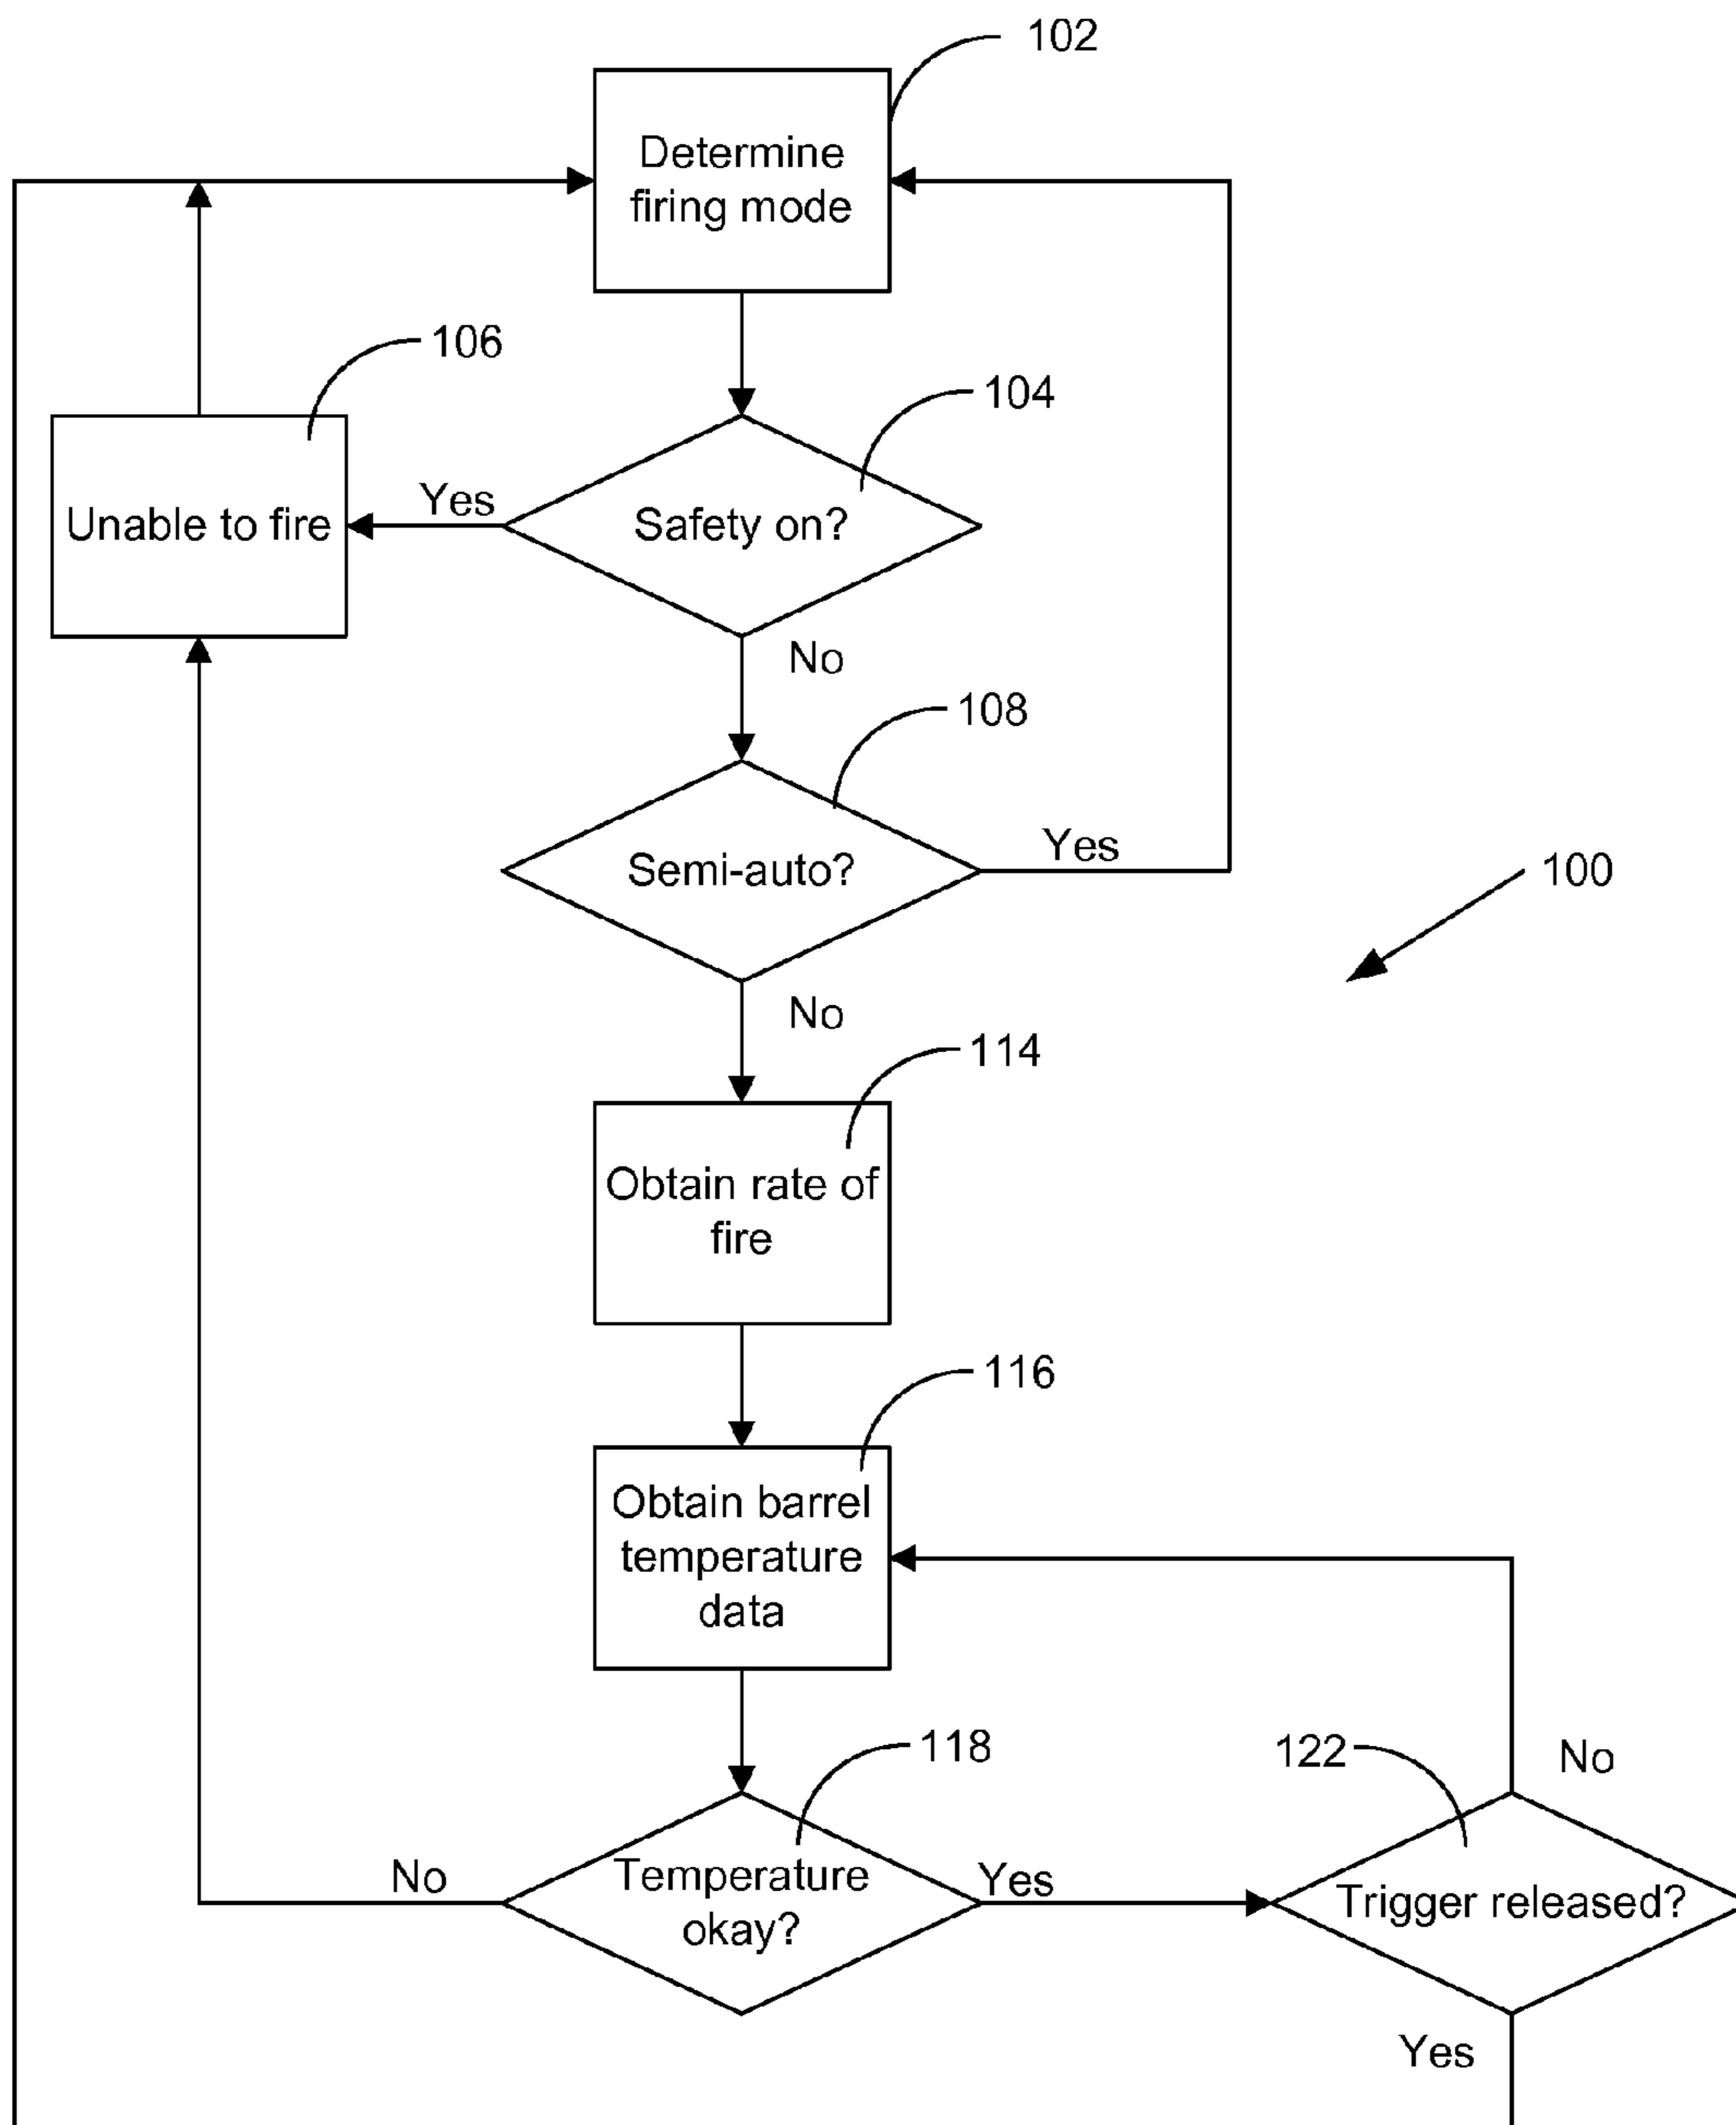 102
Determine
firing mode
106
104
Unable to fire
Yes
Safety on?
No
108
Semi-auto?
Yes
100
No
114
Obtain rate of
fire
116
Obtain barrel
temperature
data
118
122
No
No
Temperature
okay?
Yes
Trigger released?
Yes